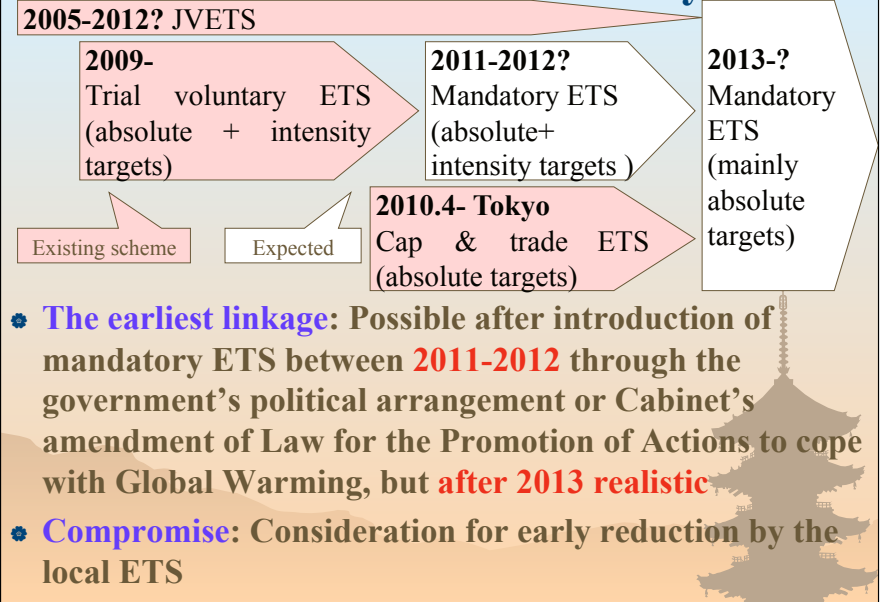 2005-2012? JVETS
2009-
Trial voluntary ETS
(absolute + intensity
targets)
2011-2012?
Mandatory ETS
(absolute+
intensity targets )
2013-?
Mandatory
ETS
(mainly
absolute
targets)
Existing scheme
Expected
2010.4- Tokyo
Cap & trade ETS
(absolute targets)
The earliest linkage: Possible after introduction of
mandatory ETS between 2011-2012 through the
government's political arrangement or Cabinet's
amendment of Law for the Promotion of Actions to cope
with Global Warming, but after 2013 realistic
Compromise: Consideration for early reduction by the
local ETS